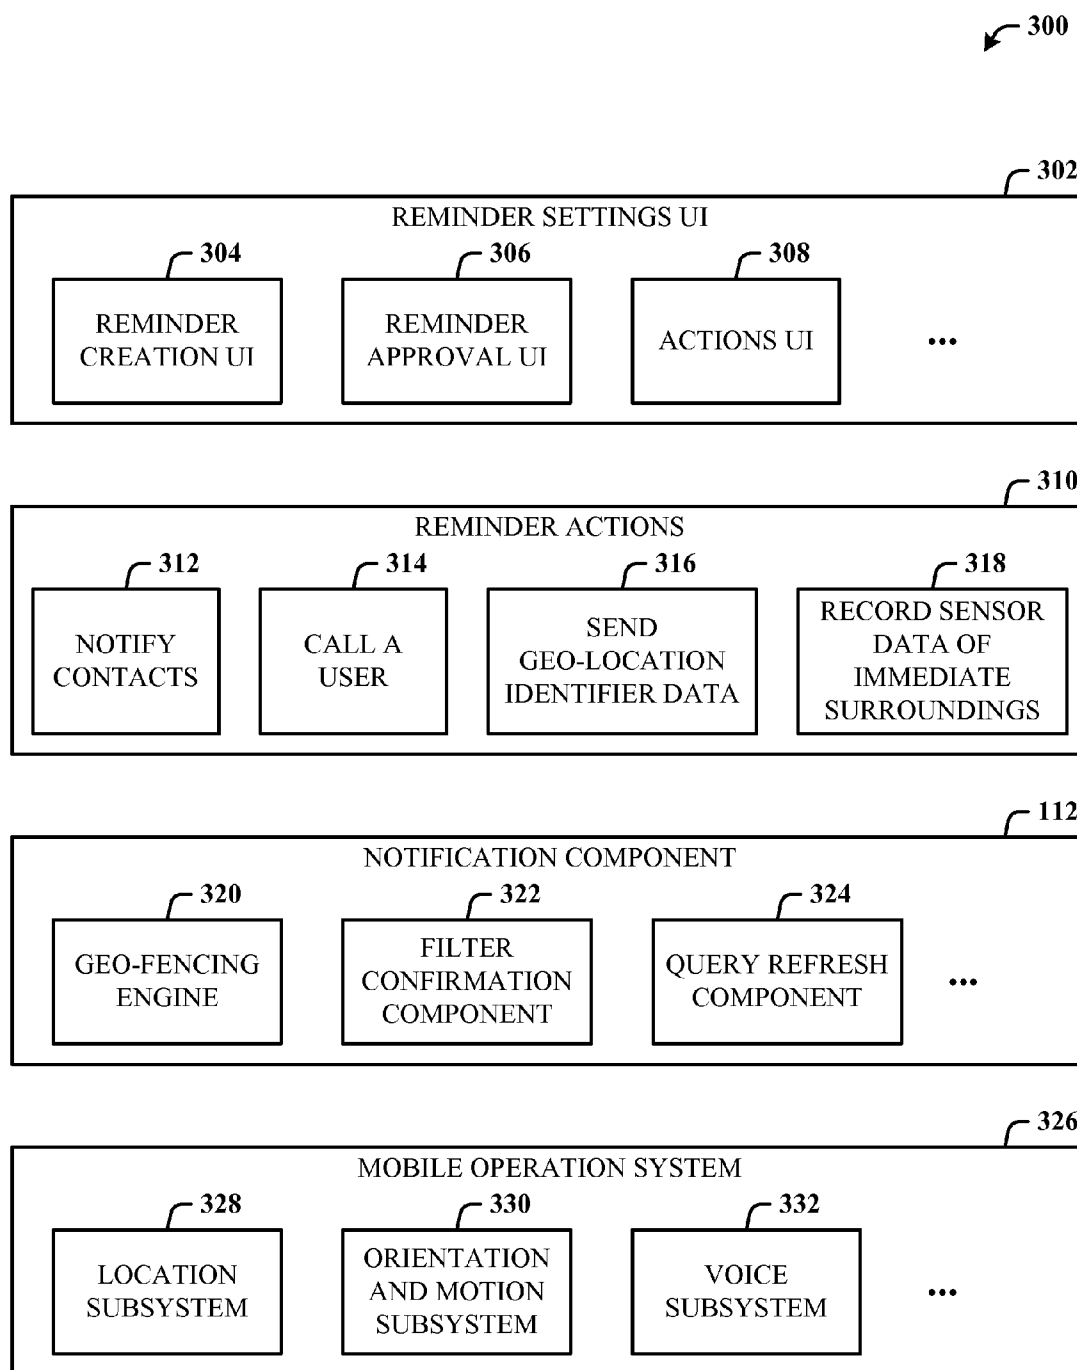 300
302
REMINDER SETTINGS UI
304
306
308
REMINDER
CREATION UI
REMINDER
APPROVAL UI
ACTIONS UI
...
310
REMINDER ACTIONS
312
314
316
318
NOTIFY
CONTACTS
CALL A
USER
SEND
GEO-LOCATION
IDENTIFIER DATA
RECORD SENSOR
DATA OF
IMMEDIATE
SURROUNDINGS
112
NOTIFICATION COMPONENT
320
322
324
GEO-FENCING
ENGINE
FILTER
CONFIRMATION
COMPONENT
QUERY REFRESH
COMPONENT
...
326
MOBILE OPERATION SYSTEM
328
330
332
LOCATION
SUBSYSTEM
ORIENTATION
AND MOTION
SUBSYSTEM
VOICE
SUBSYSTEM
...